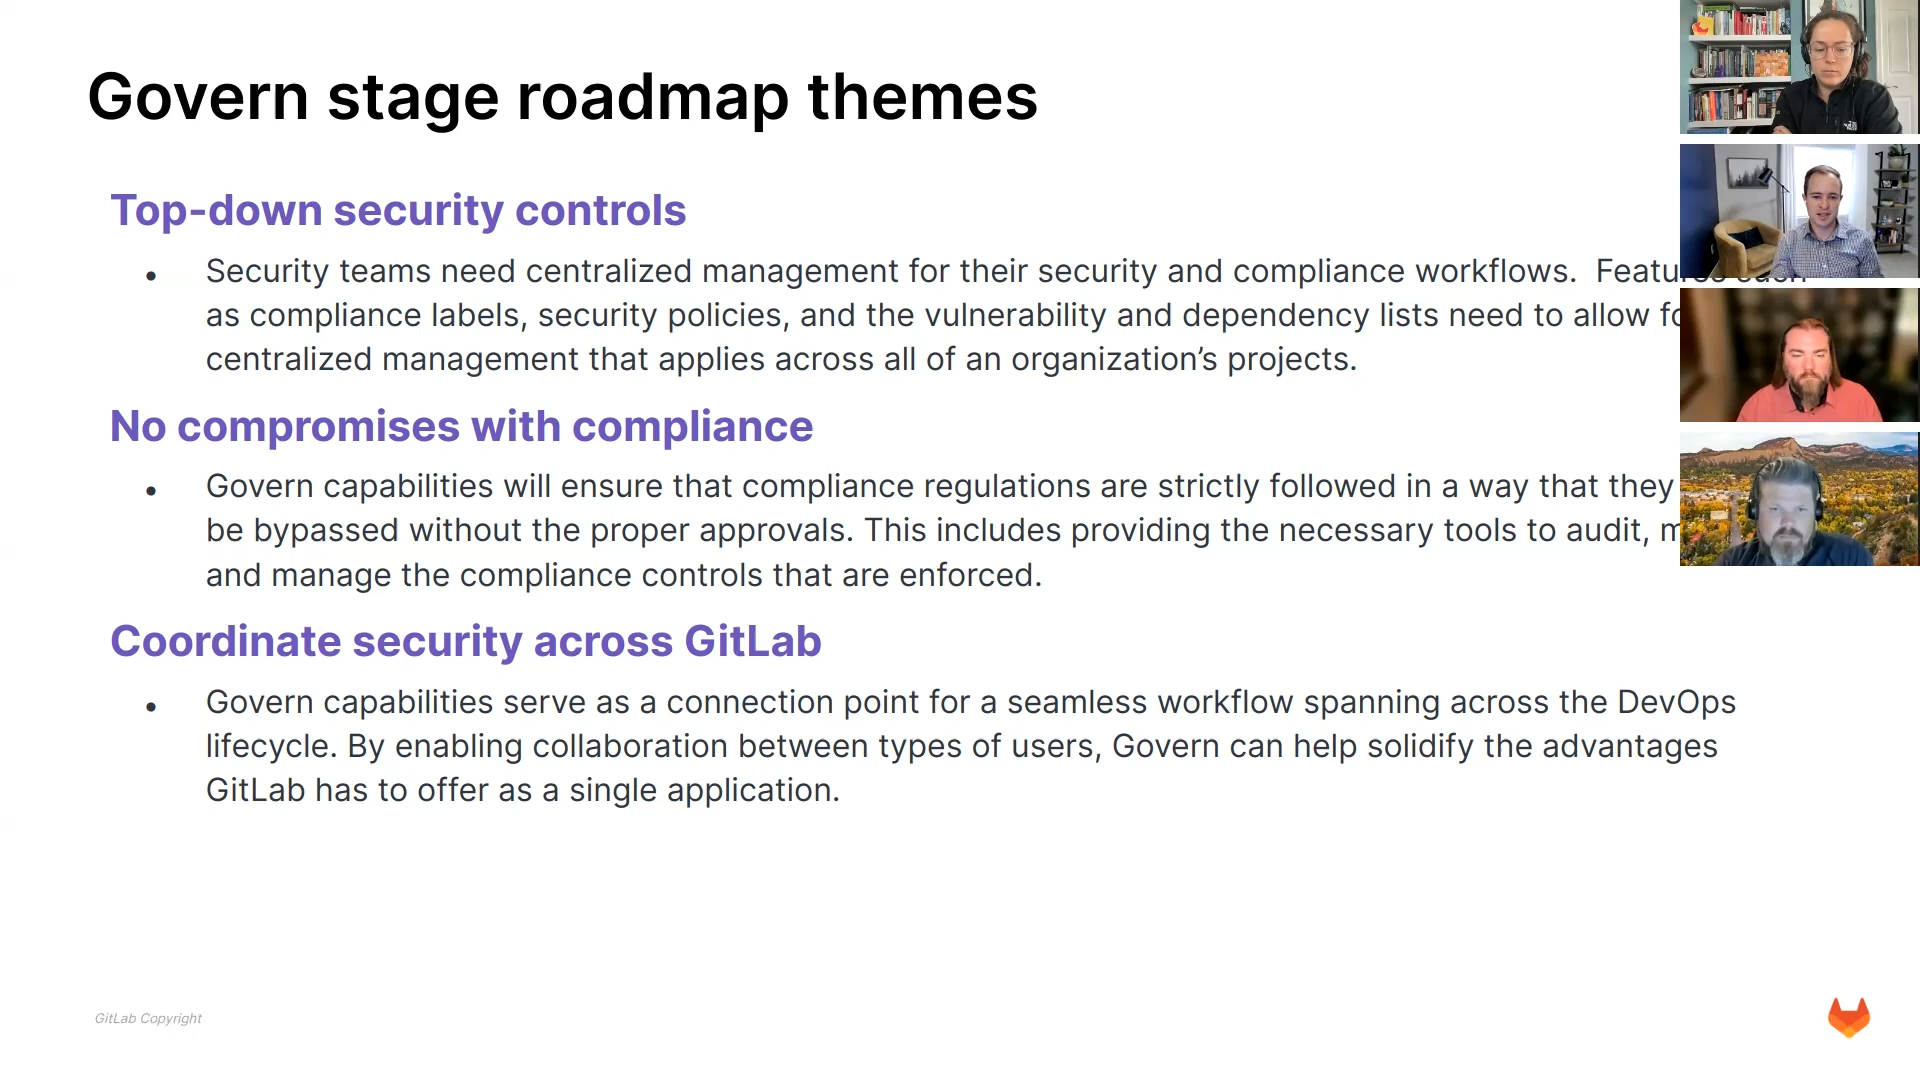 Govern stage roadmap themes
Top-down security controls
• Security teams need centralized management for their security and compliance workflows. Features such
as compliance labels, security policies, and the vulnerability and dependency lists need to allow
centralized management that applies across all of an organization’s projects.
No compromises with compliance
• Govern capabilities will ensure that compliance regulations are strictly followed in a way that they
be bypassed without the proper approvals. This includes providing the necessary tools to audit,
and manage the compliance controls that are enforced.
Coordinate security across GitLab
• Govern capabilities serve as a connection point for a seamless workflow spanning across the DevOps
lifecycle. By enabling collaboration between types of users, Govern can help solidify the advantages
GitLab has to offer as a single application.
GitLab Copyright